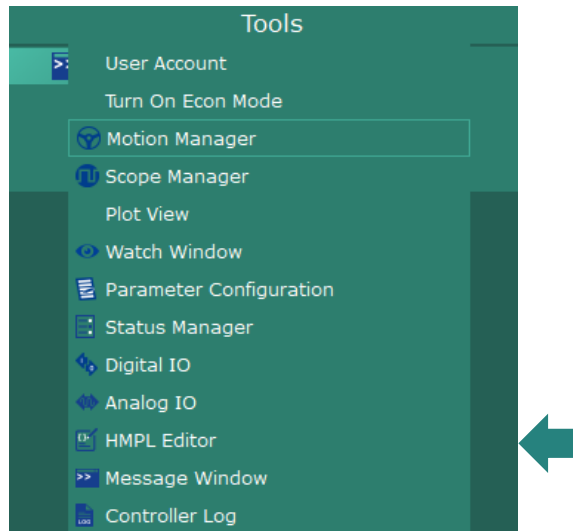 Tools
User Account
Turn On Econ Mode
Motion Manager
Scope Manager
Plot View
Watch Window
Parameter Configuration
Status Manager
Digital IO
Analog IO
HMPL Editor
>> Message Window
LOG Controller Log